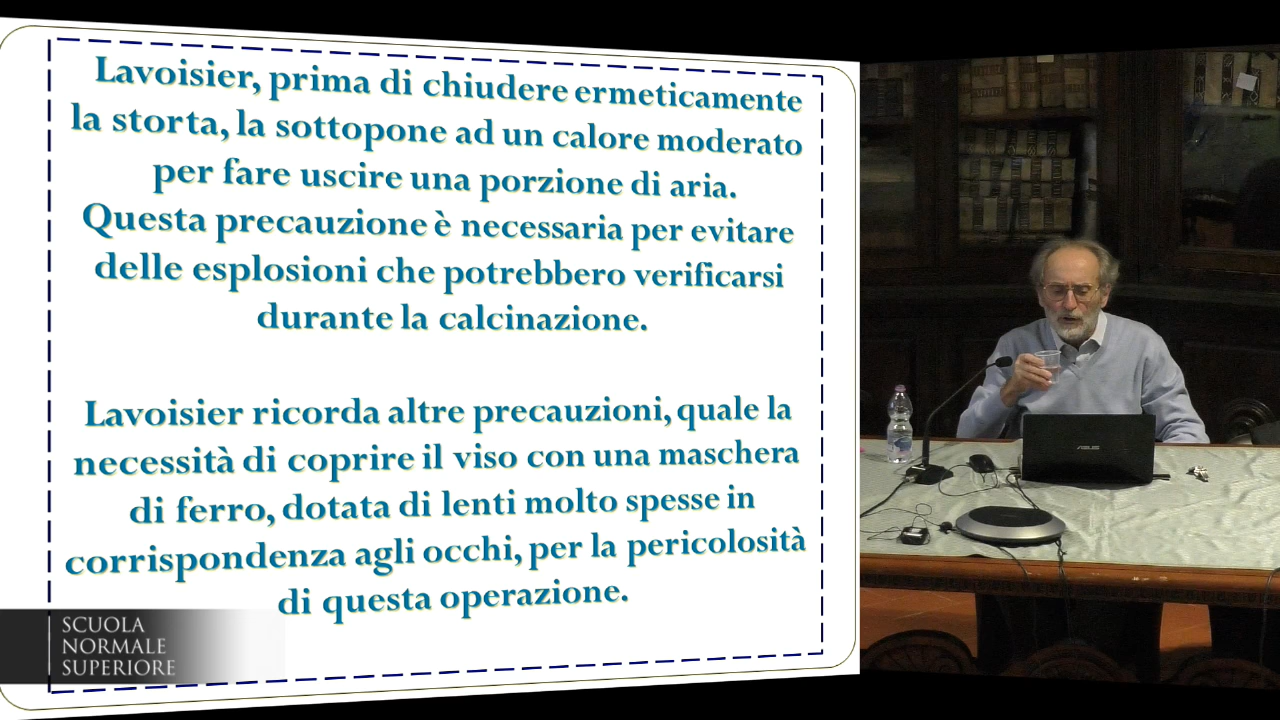 Lavoisier, prima di chiudere ermeticamente
la storta, la sottopone ad un calore moderato
per fare uscire una porzione di aria.
Questa precauzione è necessaria per evitare
delle esplosioni che potrebbero verificarsi
durante la calcinazione.
Lavoisier ricorda altre precauzioni, quale la
necessità di coprire il viso con una maschera
di ferro, dotata di lenti molto spesse in
corrispondenza agli occhi, per la pericolosità
di questa operazione.
SCUOLA
NORMALE
SUPERIORE
ASUS